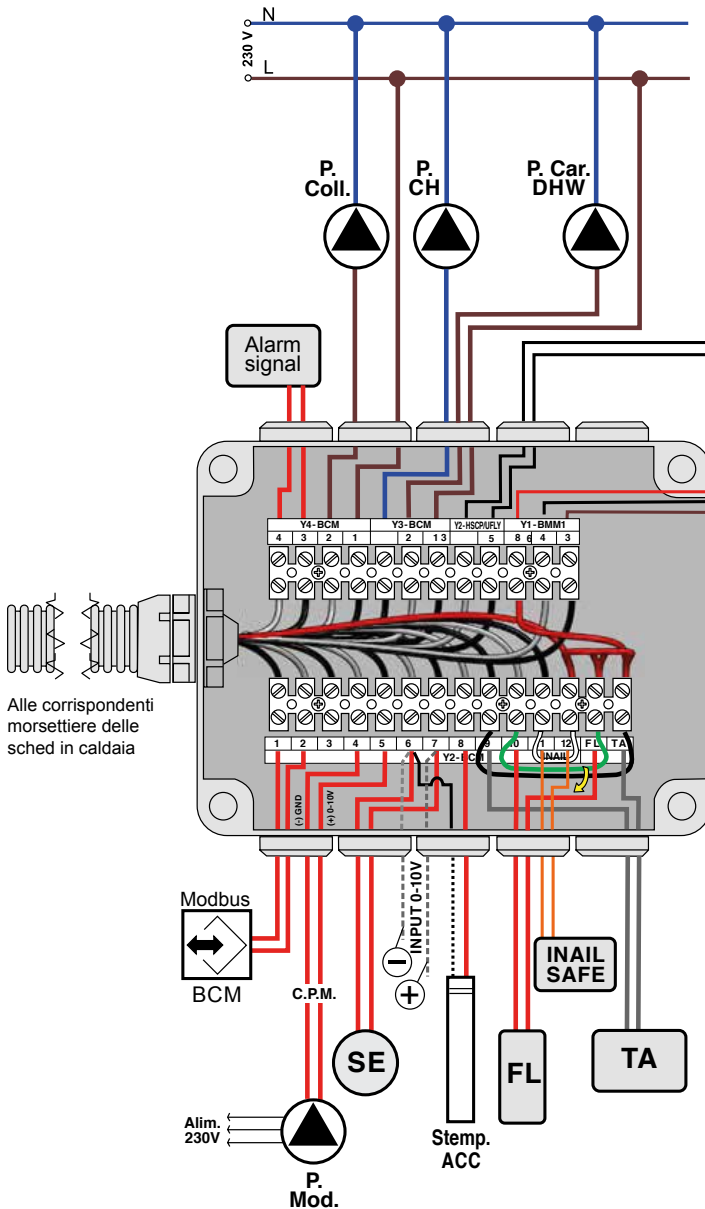 N
230 V
L
P.
Coll.
P.
CH
P. Car.
DHW
Alarm
signal
Y4-BCM Y3-BCM Y2-HSCP/UFLY Y1-BMM1
4 3 2 1 2 1 3 5 8 6 4 3
Alle corrispondenti
morsettiere delle
sched in caldaia
1 2 3 4 5 6 7 8 9 10 1 12 FL TA
Y2-BCM INAIL
(-) GND
(+) 0-10V
Modbus
BCM
C.P.M.
INPUT 0-10V
−
+
INAIL
SAFE
SE
FL
TA
Alim.
230V
P.
Mod.
Stemp.
ACC